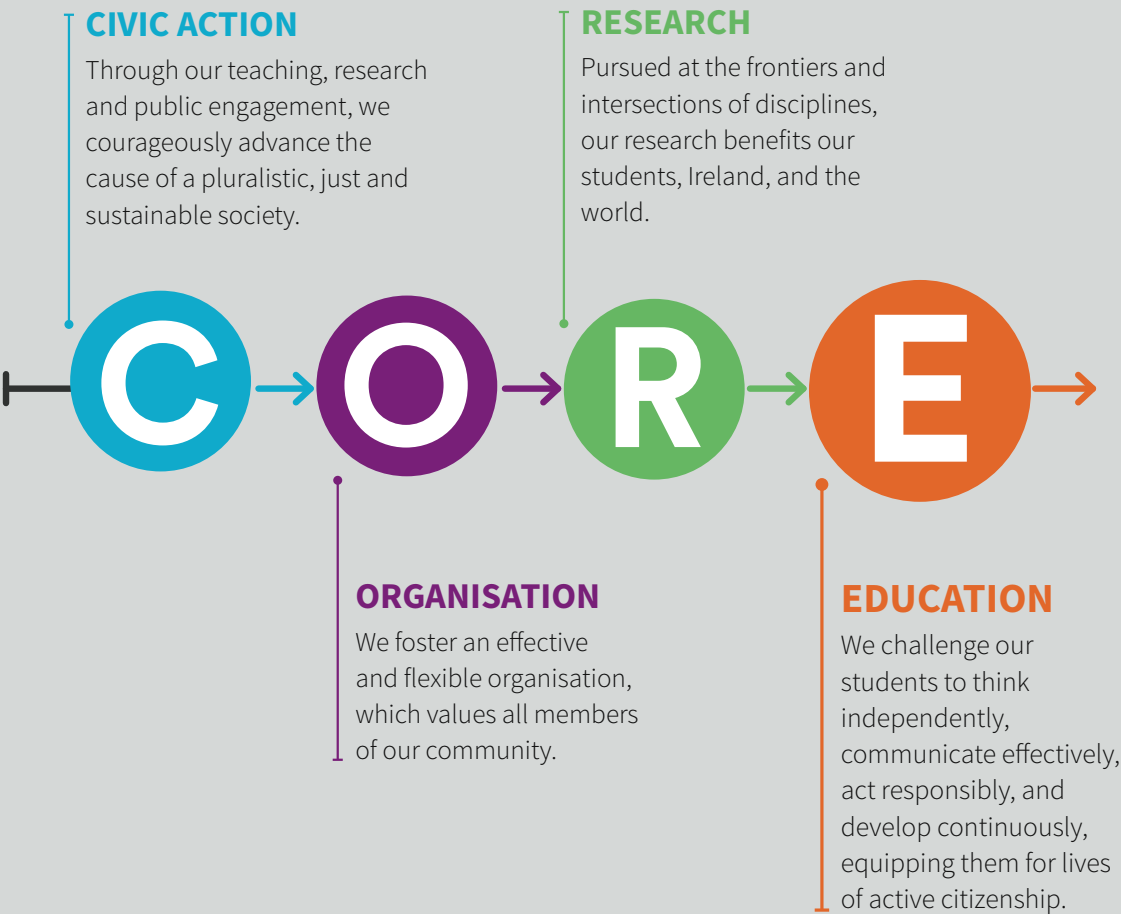 CIVIC ACTION
Through our teaching, research
and public engagement, we
courageously advance the
cause of a pluralistic, just and
sustainable society.
RESEARCH
Pursued at the frontiers and
intersections of disciplines,
our research benefits our
students, Ireland, and the
world.
C O R E
ORGANISATION
We foster an effective
and flexible organisation,
which values all members
of our community.
EDUCATION
We challenge our
students to think
independently,
communicate effectively,
act responsibly, and
develop continuously,
equipping them for lives
of active citizenship.